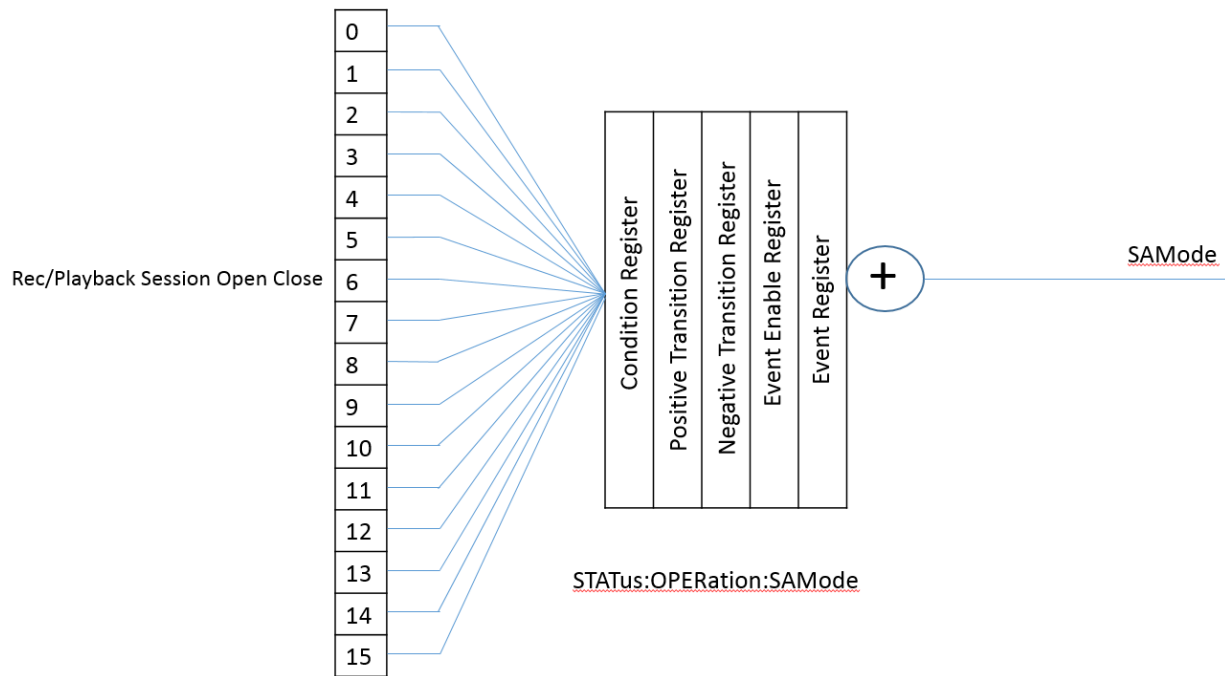 0
1
2
3
4
5
Rec/Playback Session Open Close 6
7
8
9
10
11
12
13
14
15
Condition Register
Positive Transition Register
Negative Transition Register
Event Enable Register
Event Register
+
SAMode
STATus:OPERation:SAMode